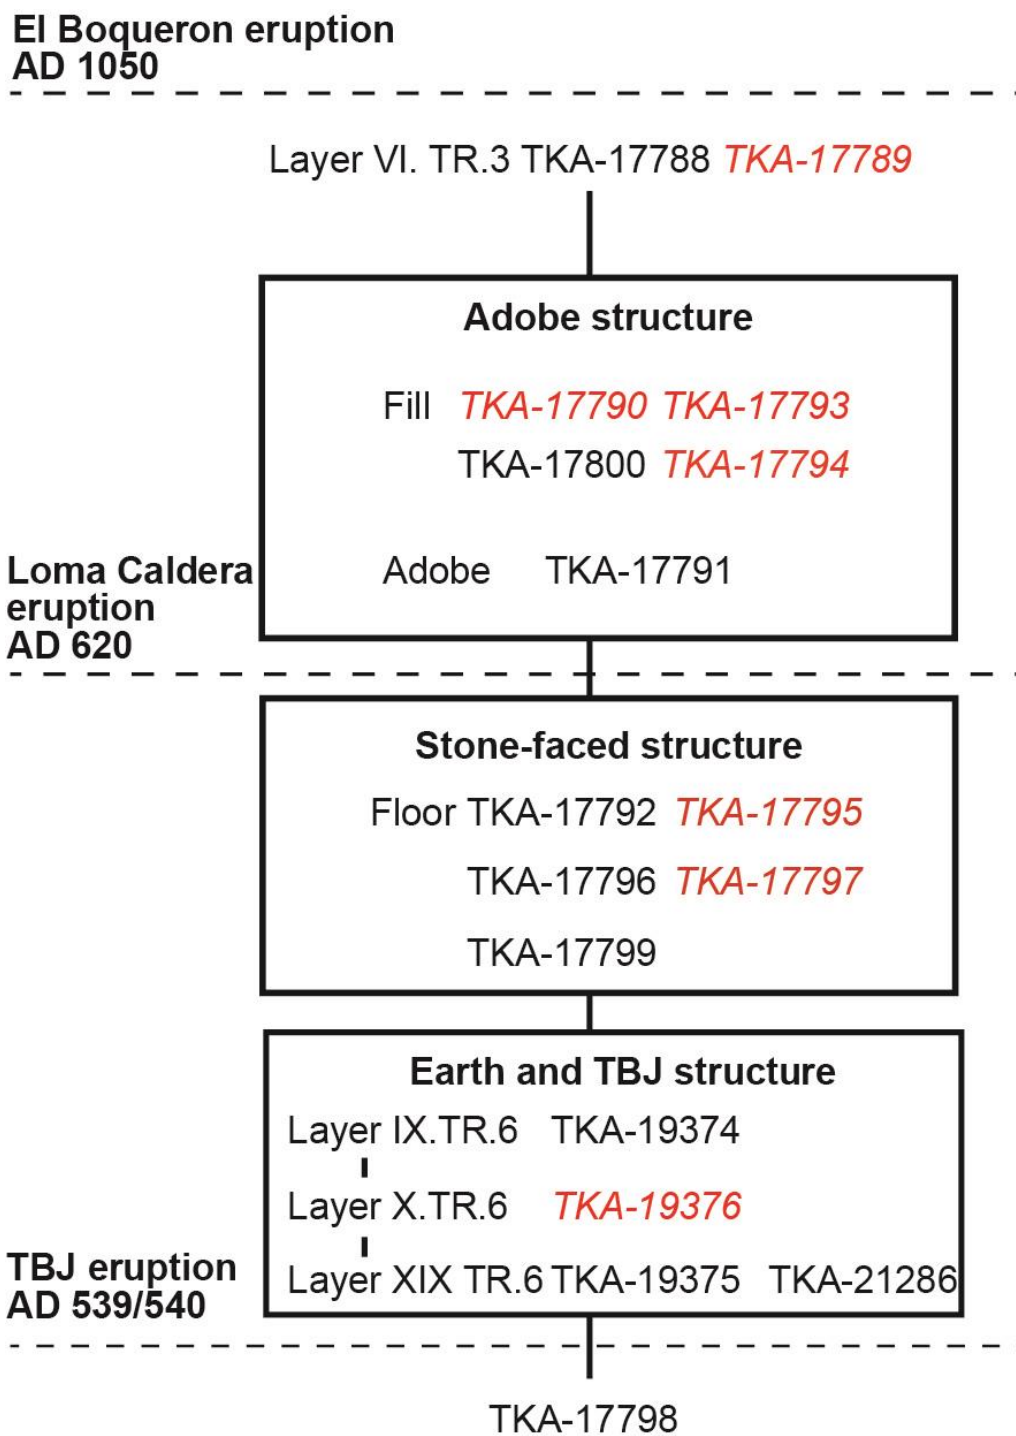 El Boqueron eruption
AD 1050
Layer VI. TR.3 TKA-17788 TKA-17789
Adobe structure
Fill TKA-17790 TKA-17793
TKA-17800 TKA-17794
Adobe TKA-17791
Loma Caldera
eruption
AD 620
Stone-faced structure
Floor TKA-17792 TKA-17795
TKA-17796 TKA-17797
TKA-17799
Earth and TBJ structure
Layer IX.TR.6 TKA-19374
Layer X.TR.6 TKA-19376
Layer XIX TR.6 TKA-19375 TKA-21286
TBJ eruption
AD 539/540
TKA-17798